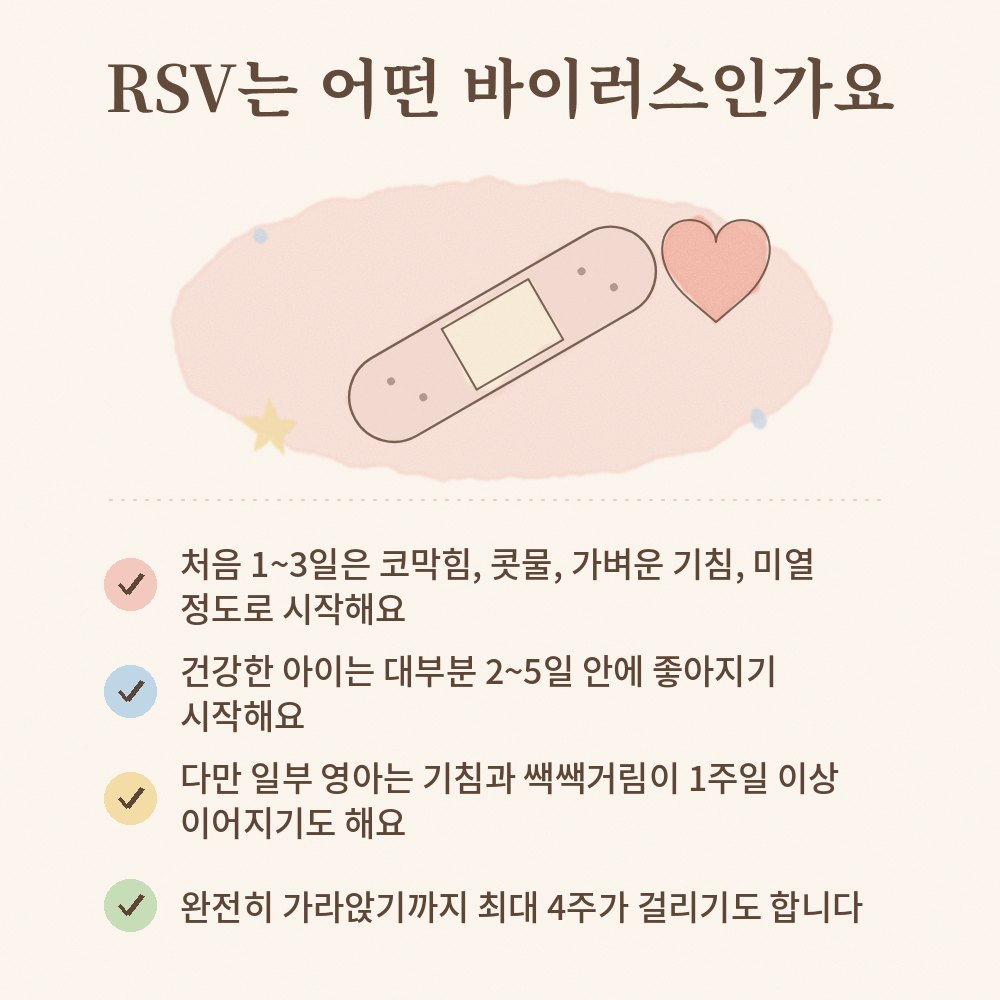 RSV는 어떤 바이러스인가요
처음 1~3일은 코막힘, 콧물, 가벼운 기침, 미열
정도로 시작해요
건강한 아이는 대부분 2~5일 안에 좋아지기
시작해요
다만 일부 영아는 기침과 쌕쌕거림이 1주일 이상
이어지기도 해요
완전히 가라앉기까지 최대 4주가 걸리기도 합니다